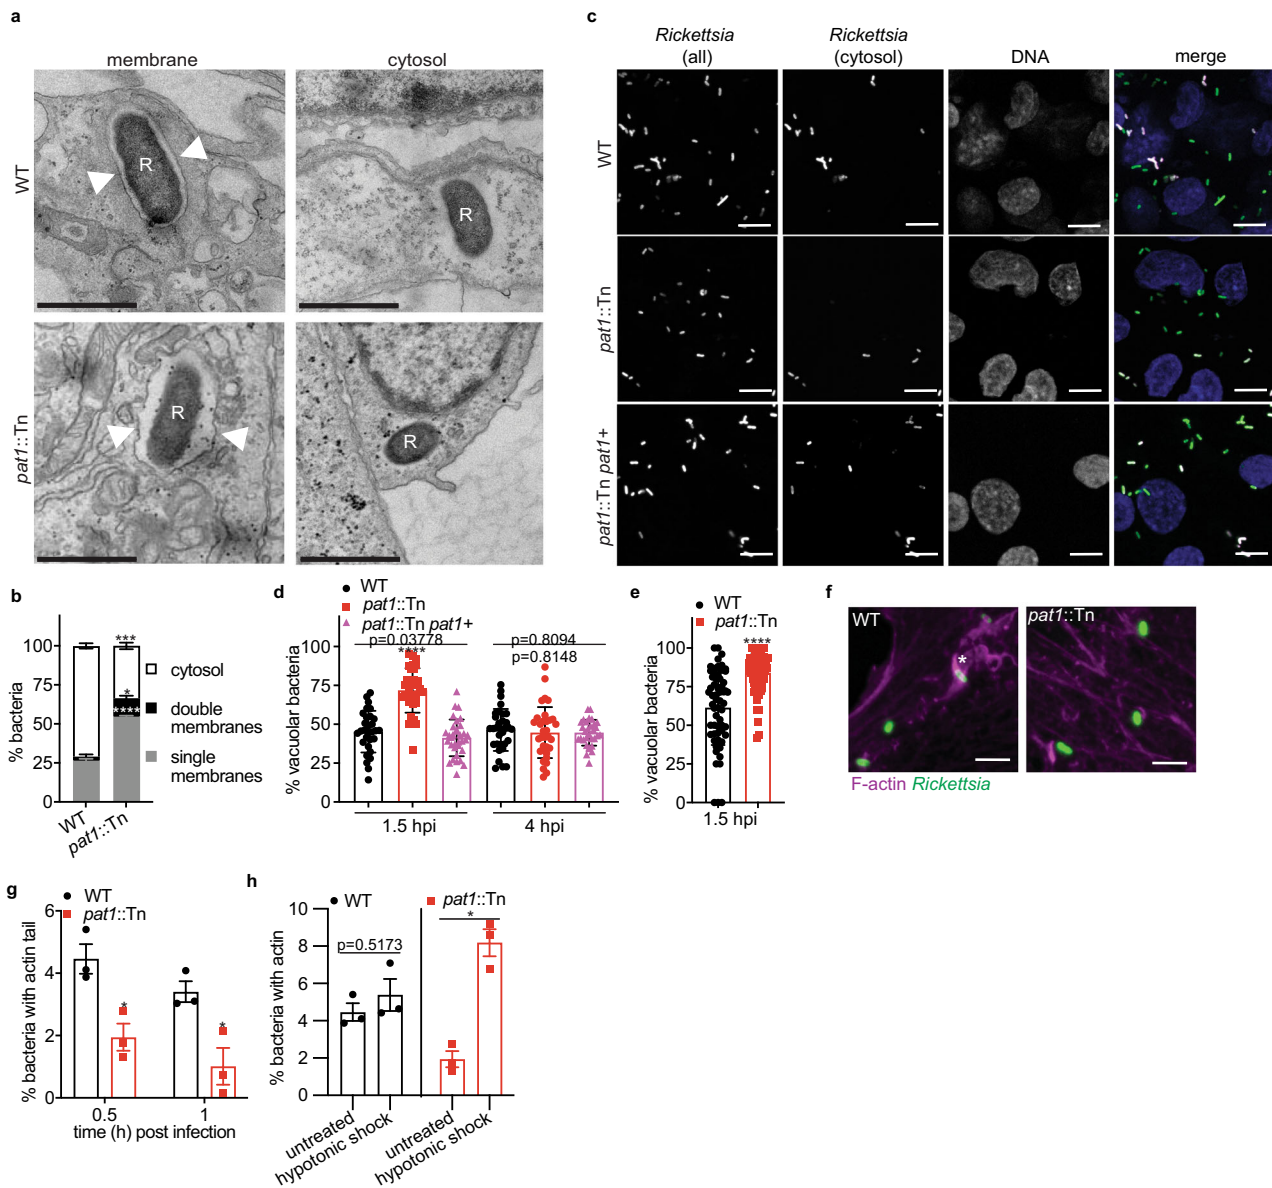 a
membrane
cytosol
WT
R
R
pat1::Tn
R
R
c
Rickettsia
(all)
Rickettsia
(cytosol)
DNA
merge
WT
pat1::Tn
pat1::Tn pat1+
b
% bacteria
100
75
50
25
0
***
*
****
cytosol
double
membranes
single
membranes
WT
pat1::Tn
d
WT
pat1::Tn
pat1::Tn pat1+
% vacuolar bacteria
100
75
50
25
0
p=0.03778
****
p=0.8094
p=0.8148
1.5 hpi
4 hpi
e
WT
pat1::Tn
% vacuolar bacteria
100
75
50
25
0
****
1.5 hpi
f
WT
*
pat1::Tn
F-actin Rickettsia
g
WT
pat1::Tn
% bacteria with actin tail
6
4
2
0
*
*
0.5
1
time (h) post infection
h
WT
pat1::Tn
% bacteria with actin
10
8
6
4
2
0
p=0.5173
*
untreated
hypotonic shock
untreated
hypotonic shock